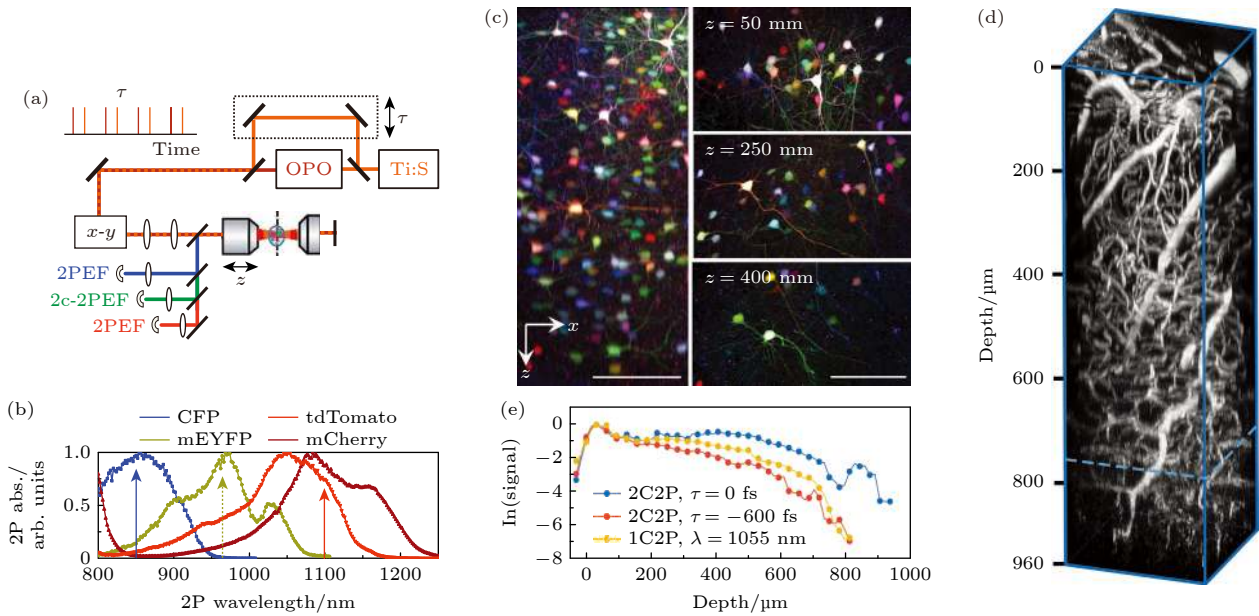 (a)
τ
Time
τ
OPO
Ti:S
x-y
z
2PEF
2c-2PEF
2PEF
(b)
CFP
tdTomato
mEYFP
mCherry
2P abs./
arb. units
1.0
0.5
0
800
900
1000
1100
1200
2P wavelength/nm
(c)
x
z
z = 50 mm
z = 250 mm
z = 400 mm
(d)
0
200
400
600
800
960
Depth/µm
(e)
ln(signal)
0
−2
−4
−6
−8
2C2P, τ = 0 fs
2C2P, τ = −600 fs
1C2P, λ = 1055 nm
0
200
400
600
800
1000
Depth/µm